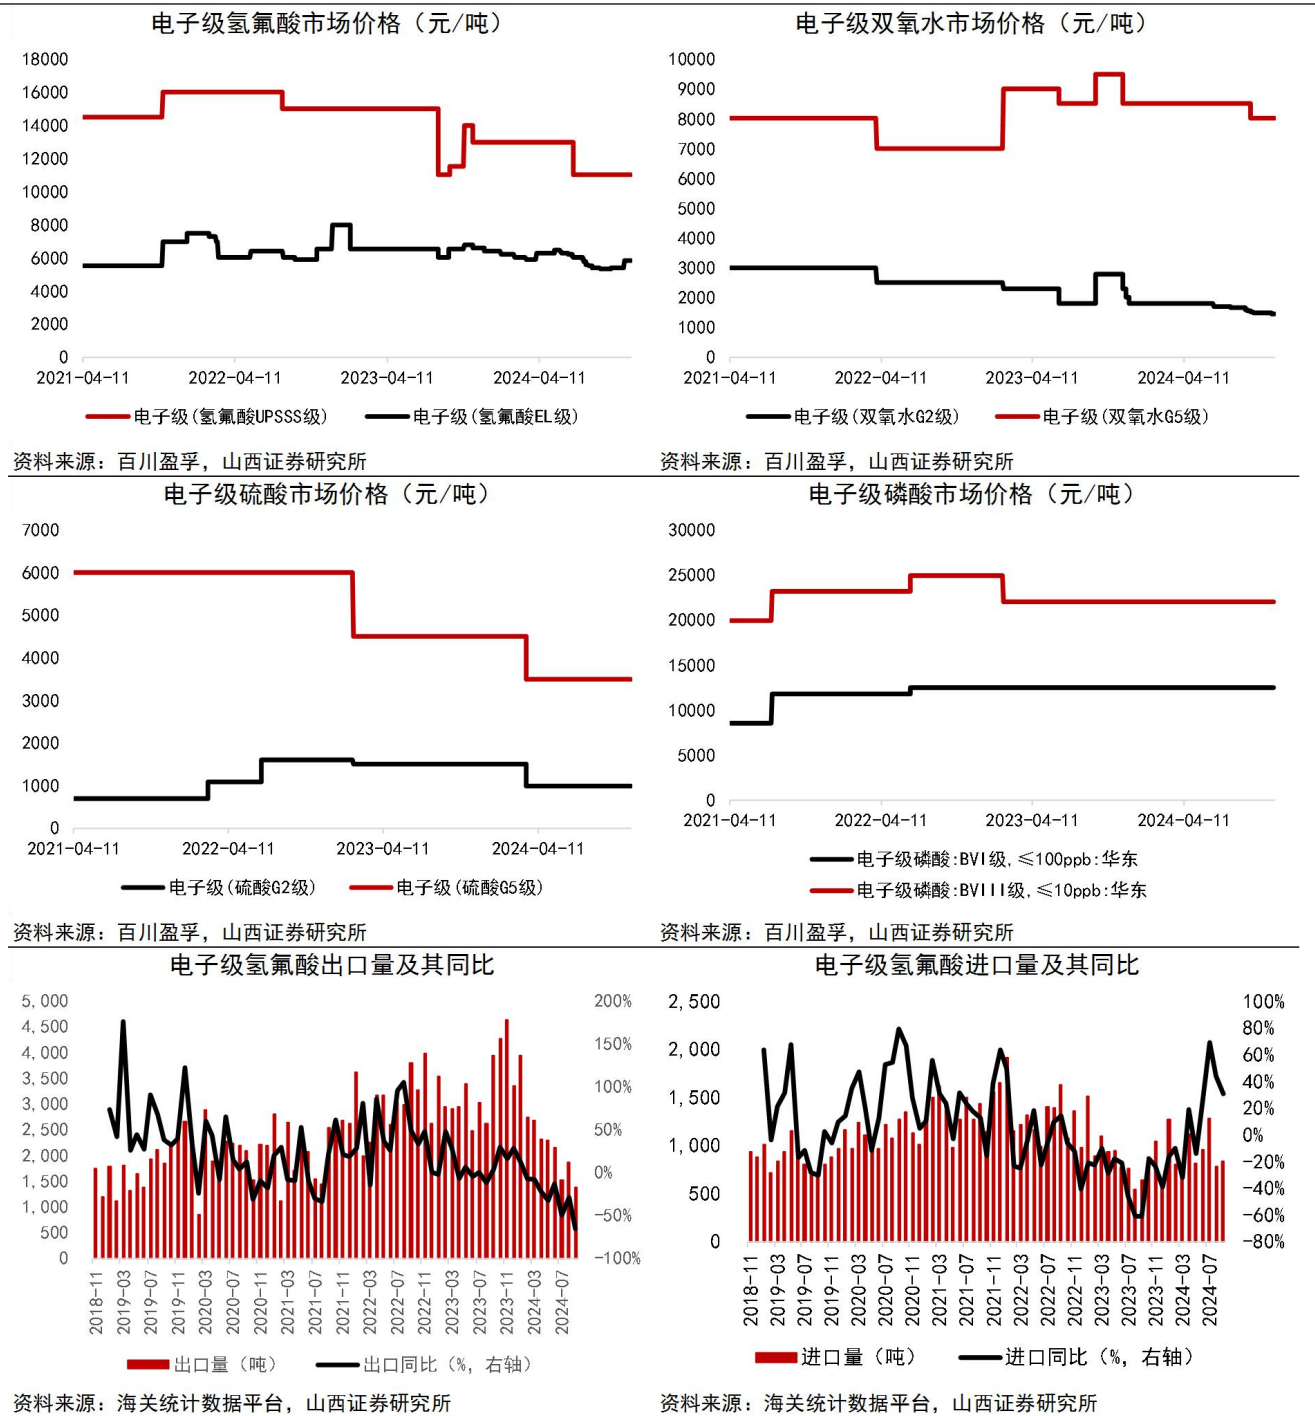 电子级氢氟酸市场价格（元/吨）
18000
16000
14000
12000
10000
8000
6000
4000
2000
0
2021-04-11 2022-04-11 2023-04-11 2024-04-11
电子级(氢氟酸UPSSS级) 电子级(氢氟酸EL级)
资料来源：百川盈孚，山西证券研究所
电子级双氧水市场价格（元/吨）
10000
9000
8000
7000
6000
5000
4000
3000
2000
1000
0
2021-04-11 2022-04-11 2023-04-11 2024-04-11
电子级(双氧水G2级) 电子级(双氧水G5级)
资料来源：百川盈孚，山西证券研究所
电子级硫酸市场价格（元/吨）
7000
6000
5000
4000
3000
2000
1000
0
2021-04-11 2022-04-11 2023-04-11 2024-04-11
电子级(硫酸G2级) 电子级(硫酸G5级)
资料来源：百川盈孚，山西证券研究所
电子级磷酸市场价格（元/吨）
30000
25000
20000
15000
10000
5000
0
2021-04-11 2022-04-11 2023-04-11 2024-04-11
电子级磷酸:BVI级,≤100ppb:华东
电子级磷酸:BVIII级,≤10ppb:华东
资料来源：百川盈孚，山西证券研究所
电子级氢氟酸出口量及其同比
5,000
4,500
4,000
3,500
3,000
2,500
2,000
1,500
1,000
500
0
200%
150%
100%
50%
0%
-50%
-100%
2018-11 2019-03 2019-07 2019-11 2020-03 2020-07 2020-11 2021-03 2021-07 2021-11 2022-03 2022-07 2022-11 2023-03 2023-07 2023-11 2024-03 2024-07
出口量（吨） 出口同比（%，右轴）
资料来源：海关统计数据平台，山西证券研究所
电子级氢氟酸进口量及其同比
2,500
2,000
1,500
1,000
500
0
100%
80%
60%
40%
20%
0%
-20%
-40%
-60%
-80%
2018-11 2019-03 2019-07 2019-11 2020-03 2020-07 2020-11 2021-03 2021-07 2021-11 2022-03 2022-07 2022-11 2023-03 2023-07 2023-11 2024-03 2024-07
进口量（吨） 进口同比（%，右轴）
资料来源：海关统计数据平台，山西证券研究所